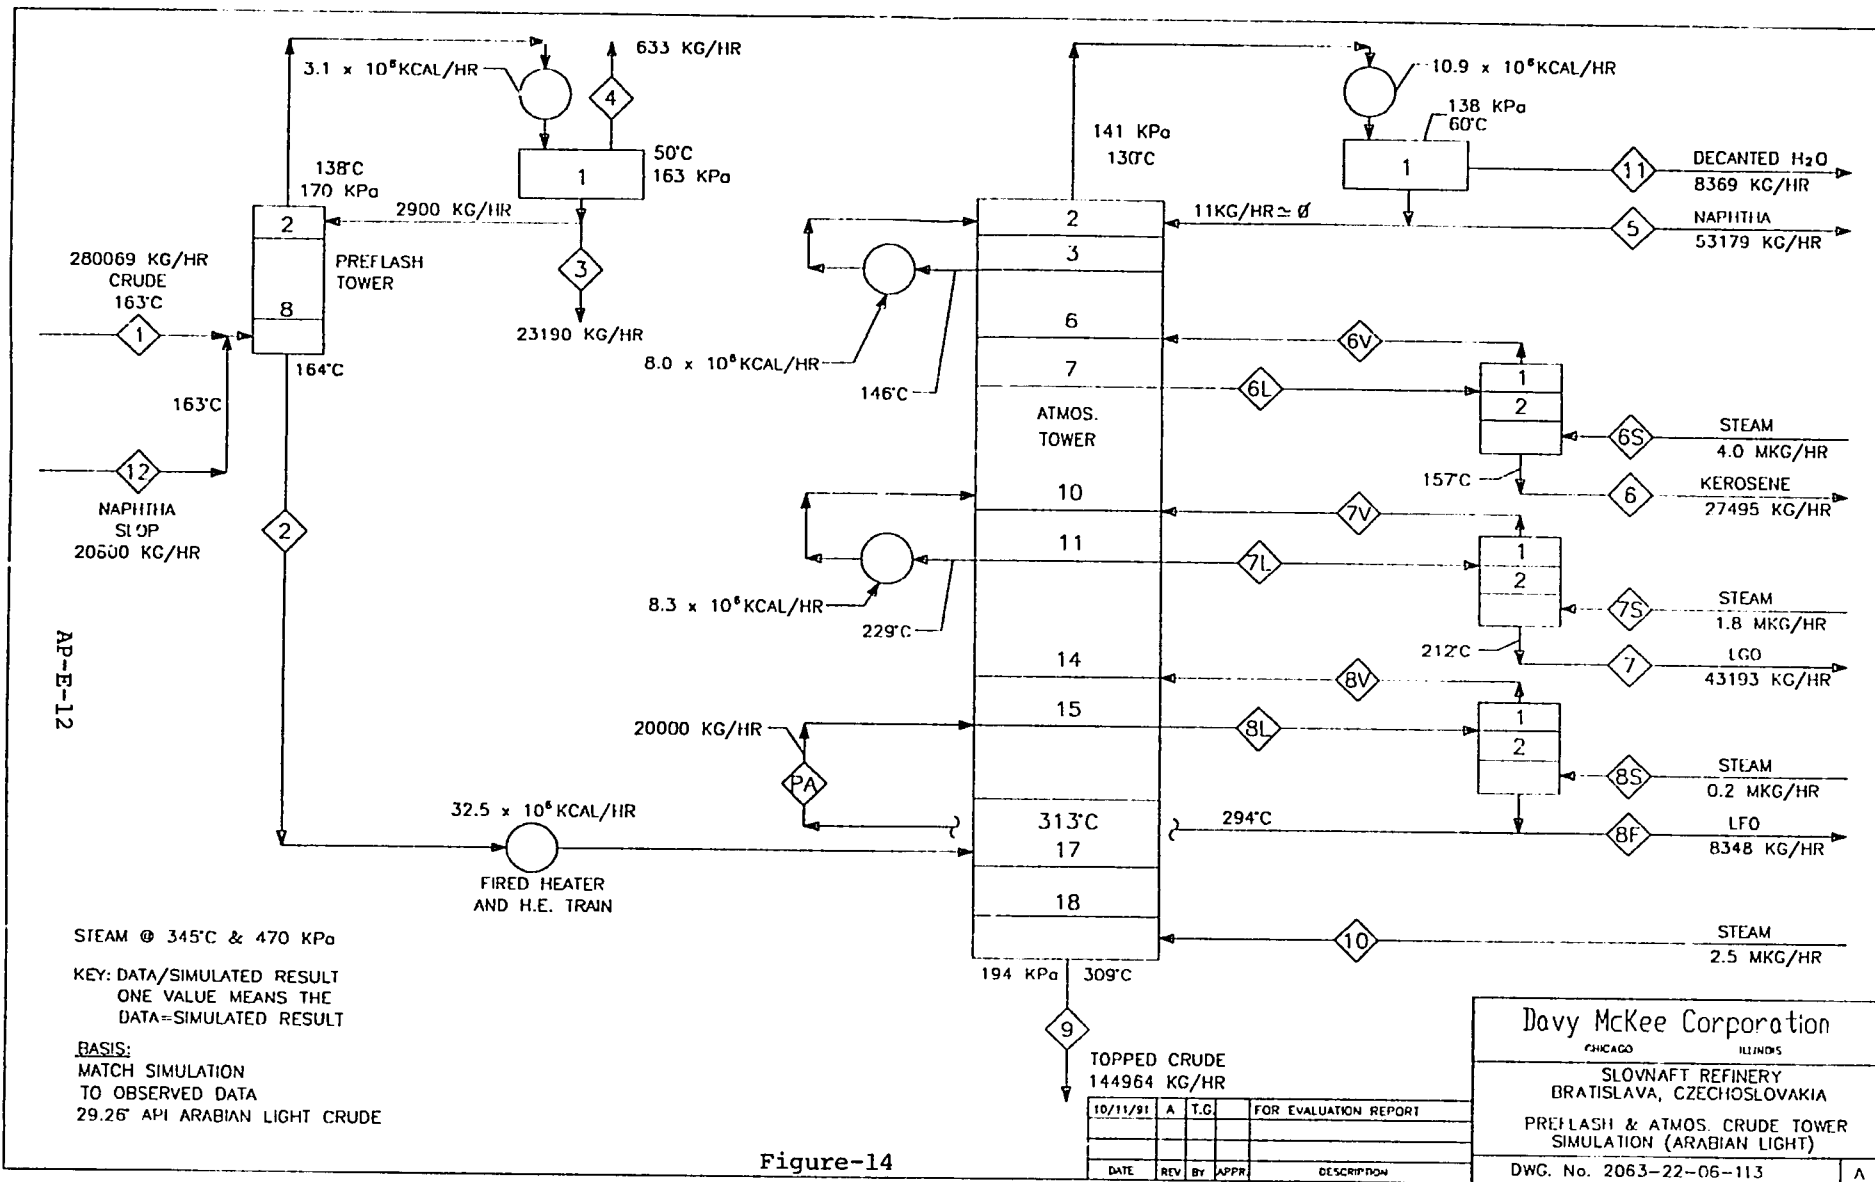 633 KG/HR
3.1 x 10⁶KCAL/HR
4
10.9 x 10⁶KCAL/HR
138 KPa
60°C
141 KPa
130°C
50°C
163 KPa
1
1
138°C
170 KPa
11
DECANTED H₂O
8369 KG/HR
2900 KG/HR
11KG/HR≃Ø
5
NAPHTHA
53179 KG/HR
2
2
3
280069 KG/HR
CRUDE
163°C
PREFLASH
TOWER
3
8
1
23190 KG/HR
6
6V
8.0 x 10⁶KCAL/HR
164°C
7
146°C
6L
1
2
163°C
ATMOS.
TOWER
6S
STEAM
4.0 MKG/HR
12
157°C
6
KEROSENE
27495 KG/HR
NAPHTHA
SLOP
2
10
7V
11
7L
1
2
8.3 x 10⁶KCAL/HR
229°C
7S
STEAM
1.8 MKG/HR
212°C
7
LGO
43193 KG/HR
14
8V
15
8L
1
2
20000 KG/HR
PA
8S
STEAM
0.2 MKG/HR
32.5 x 10⁶KCAL/HR
313°C
294°C
8F
LFO
8348 KG/HR
17
FIRED HEATER
AND H.E. TRAIN
18
10
STEAM
2.5 MKG/HR
194 KPa
309°C
9
TOPPED CRUDE
144964 KG/HR
AP-E-12
STEAM @ 345°C & 470 KPa
KEY: DATA/SIMULATED RESULT
ONE VALUE MEANS THE
DATA=SIMULATED RESULT
BASIS:
MATCH SIMULATION
TO OBSERVED DATA
29.26° API ARABIAN LIGHT CRUDE
Figure-14
10/11/91 A T.G. FOR EVALUATION REPORT
DATE REV BY APPR. DESCRIPTION
Davy McKee Corporation
CHICAGO ILLINOIS
SLOVNAFT REFINERY
BRATISLAVA, CZECHOSLOVAKIA
PREFLASH & ATMOS. CRUDE TOWER
SIMULATION (ARABIAN LIGHT)
DWG. No. 2063-22-06-113 A